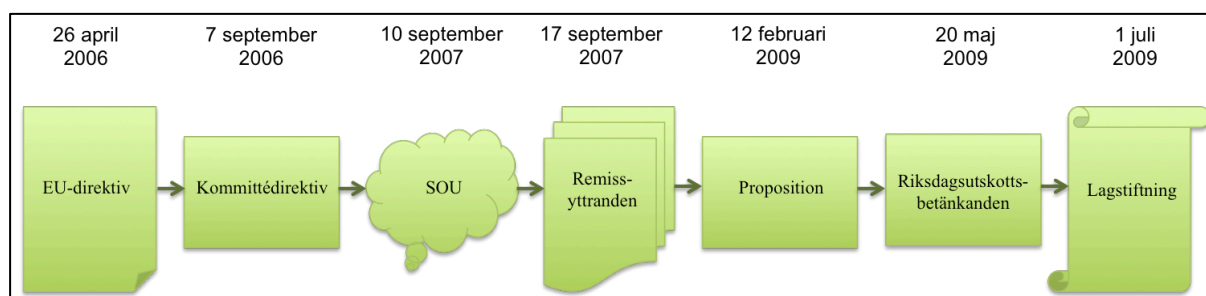 26 april
2006
7 september
2006
10 september
2007
17 september
2007
12 februari
2009
20 maj
2009
1 juli
2009
EU-direktiv
Kommittédirektiv
SOU
Remiss-
yttranden
Proposition
Riksdagsutskotts-
betänkanden
Lagstiftning